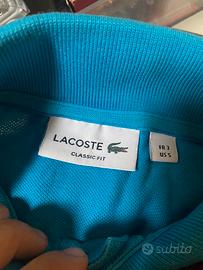 LACOSTE
CLASSIC FIT
FR 3
US S
subito